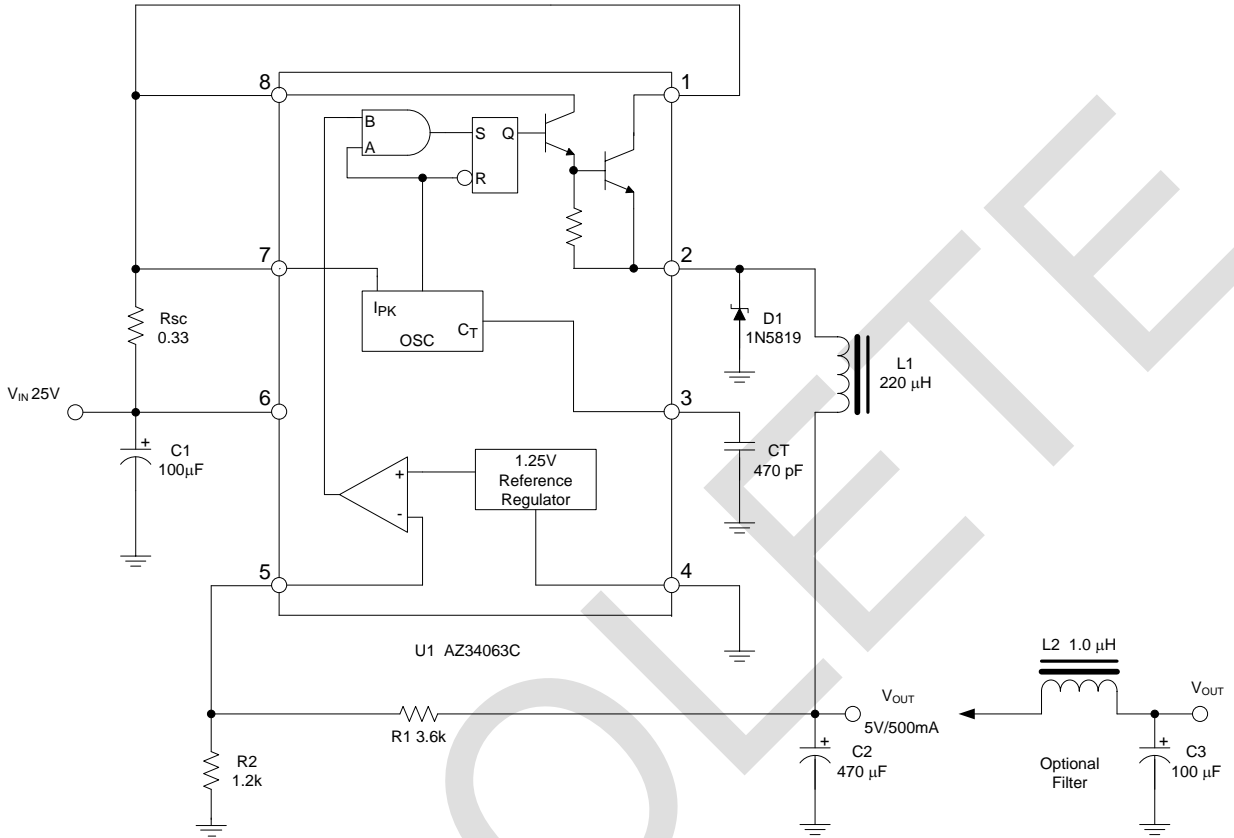 8
1
B
A
S
Q
R
7
2
Rsc
0.33
IPK
CT
OSC
D1
1N5819
L1
220 μH
VIN 25V
6
3
C1
100μF
+
CT
470 pF
1.25V
Reference
Regulator
+
-
5
4
U1 AZ34063C
L2 1.0 μH
VOUT
5V/500mA
VOUT
R1 3.6k
R2
1.2k
+
C2
470 μF
Optional
Filter
+
C3
100 μF
OLETE